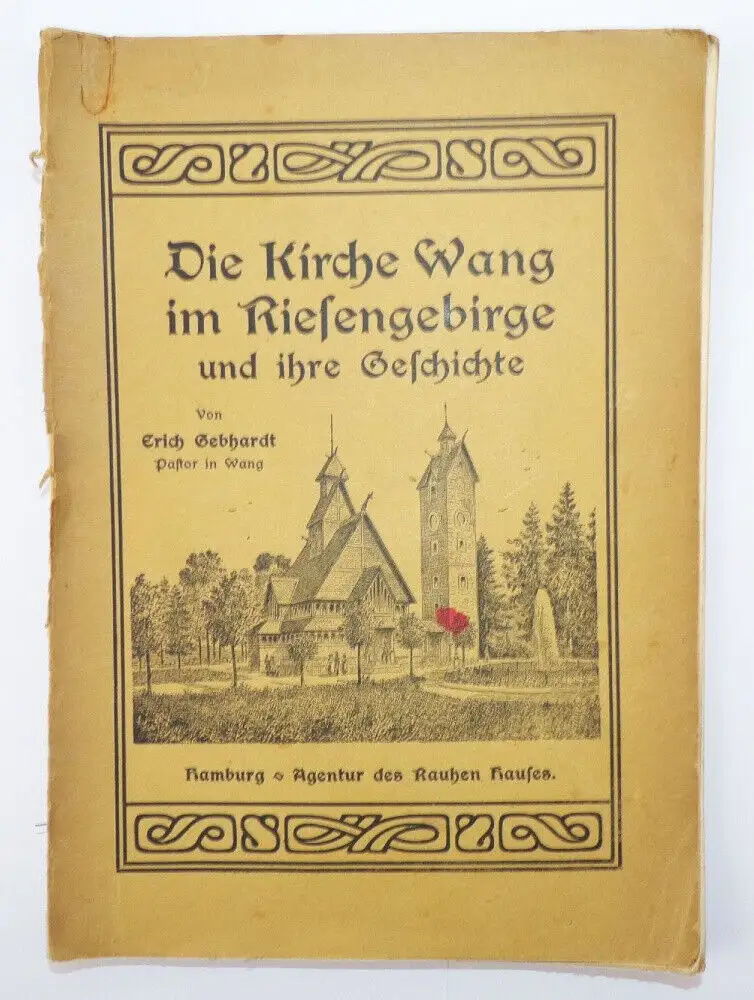 Die Kirche Wang
im Rieſengebirge
und ihre Geſchichte
Von
Erich Gebhardt
Paſtor in Wang
Hamburg Agentur des Rauhen Hauſes.